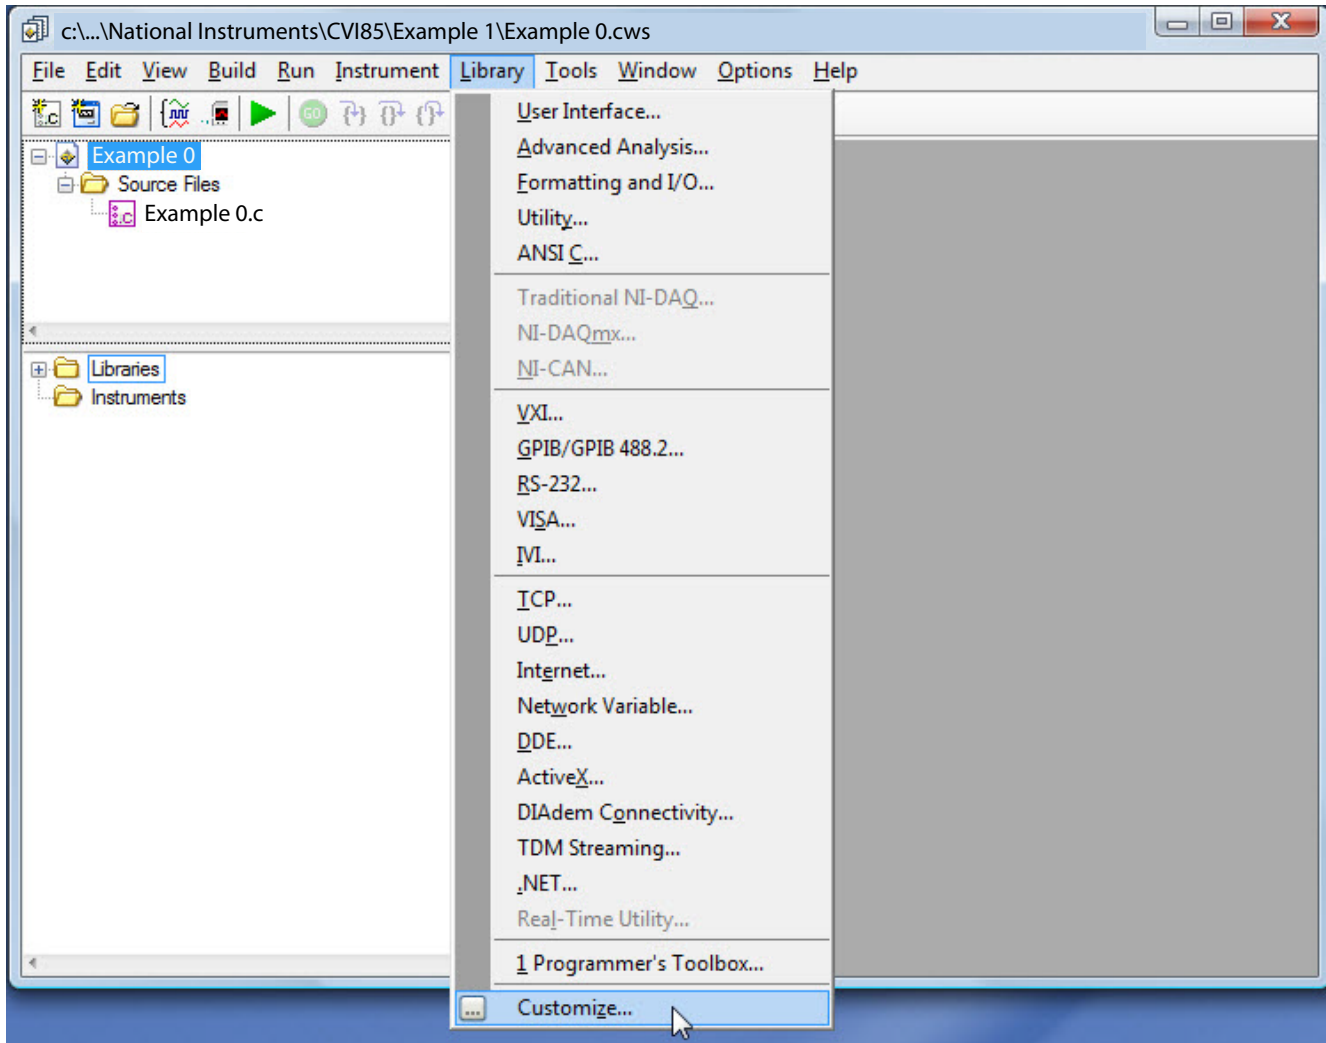 c:\...\National Instruments\CVI85\Example 1\Example 0.cws
File Edit View Build Run Instrument Library Tools Window Options Help
.c
GO
Example 0
Source Files
.c Example 0.c
Libraries
Instruments
User Interface...
Advanced Analysis...
Formatting and I/O...
Utility...
ANSI C...
Traditional NI-DAQ...
NI-DAQmx...
NI-CAN...
VXI...
GPIB/GPIB 488.2...
RS-232...
VISA...
IVI...
TCP...
UDP...
Internet...
Network Variable...
DDE...
ActiveX...
DIAdem Connectivity...
TDM Streaming...
.NET...
Real-Time Utility...
1 Programmer's Toolbox...
Customize...